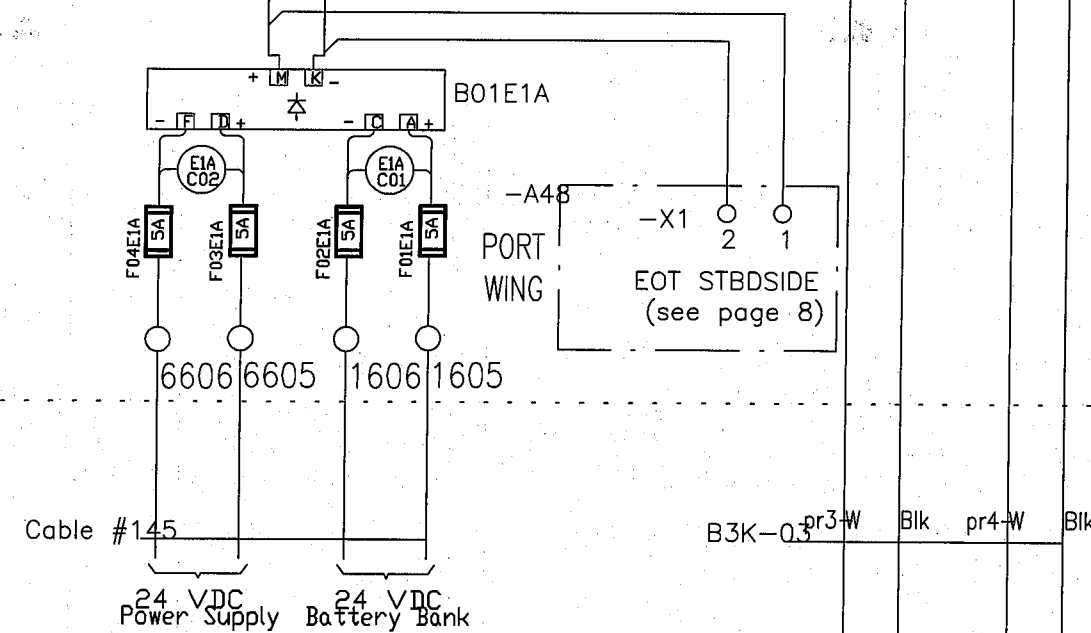 + M K -
B01E1A
- F D + - C A +
E1A
C02
E1A
C01
-A48
F04E1A 5A F03E1A 5A F02E1A 5A F01E1A 5A
-X1
2 1
PORT
WING
EOT STBDSIDE
(see page 8)
6606 6605 1606 1605
Cable #145
B3K-03 pr3-W Blk pr4-W Blk
24 VDC 24 VDC
Power Supply Battery Bank